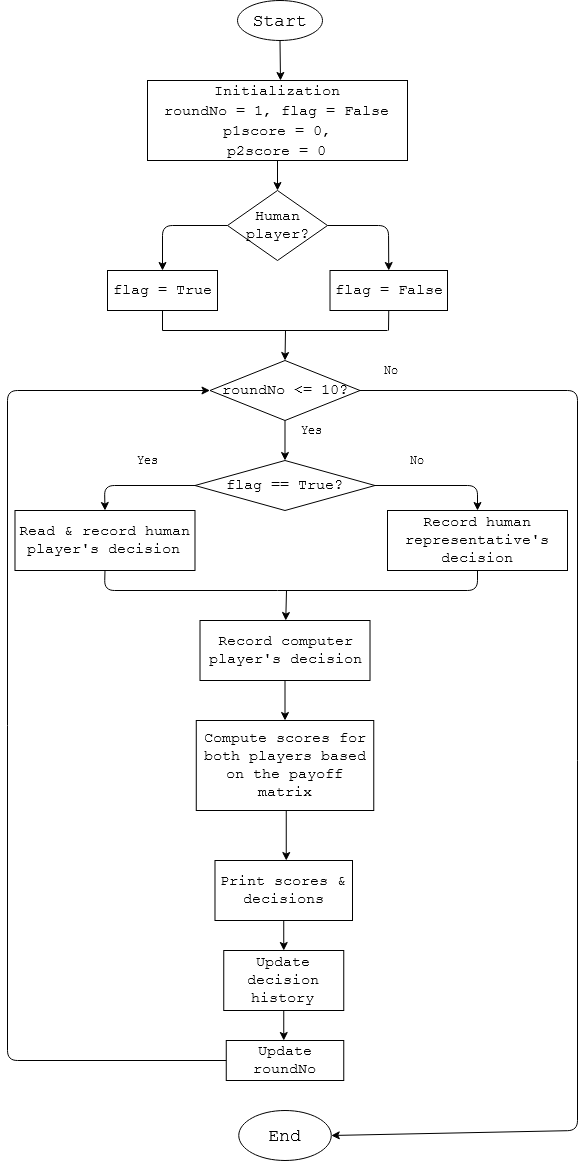 Start
Initialization
roundNo = 1, flag = False
p1score = 0,
p2score = 0
Human
player?
flag = True
flag = False
No
roundNo <= 10?
Yes
Yes
No
flag == True?
Read & record human
player's decision
Record human
representative's
decision
Record computer
player's decision
Compute scores for
both players based
on the payoff
matrix
Print scores &
decisions
Update
decision
history
Update
roundNo
End